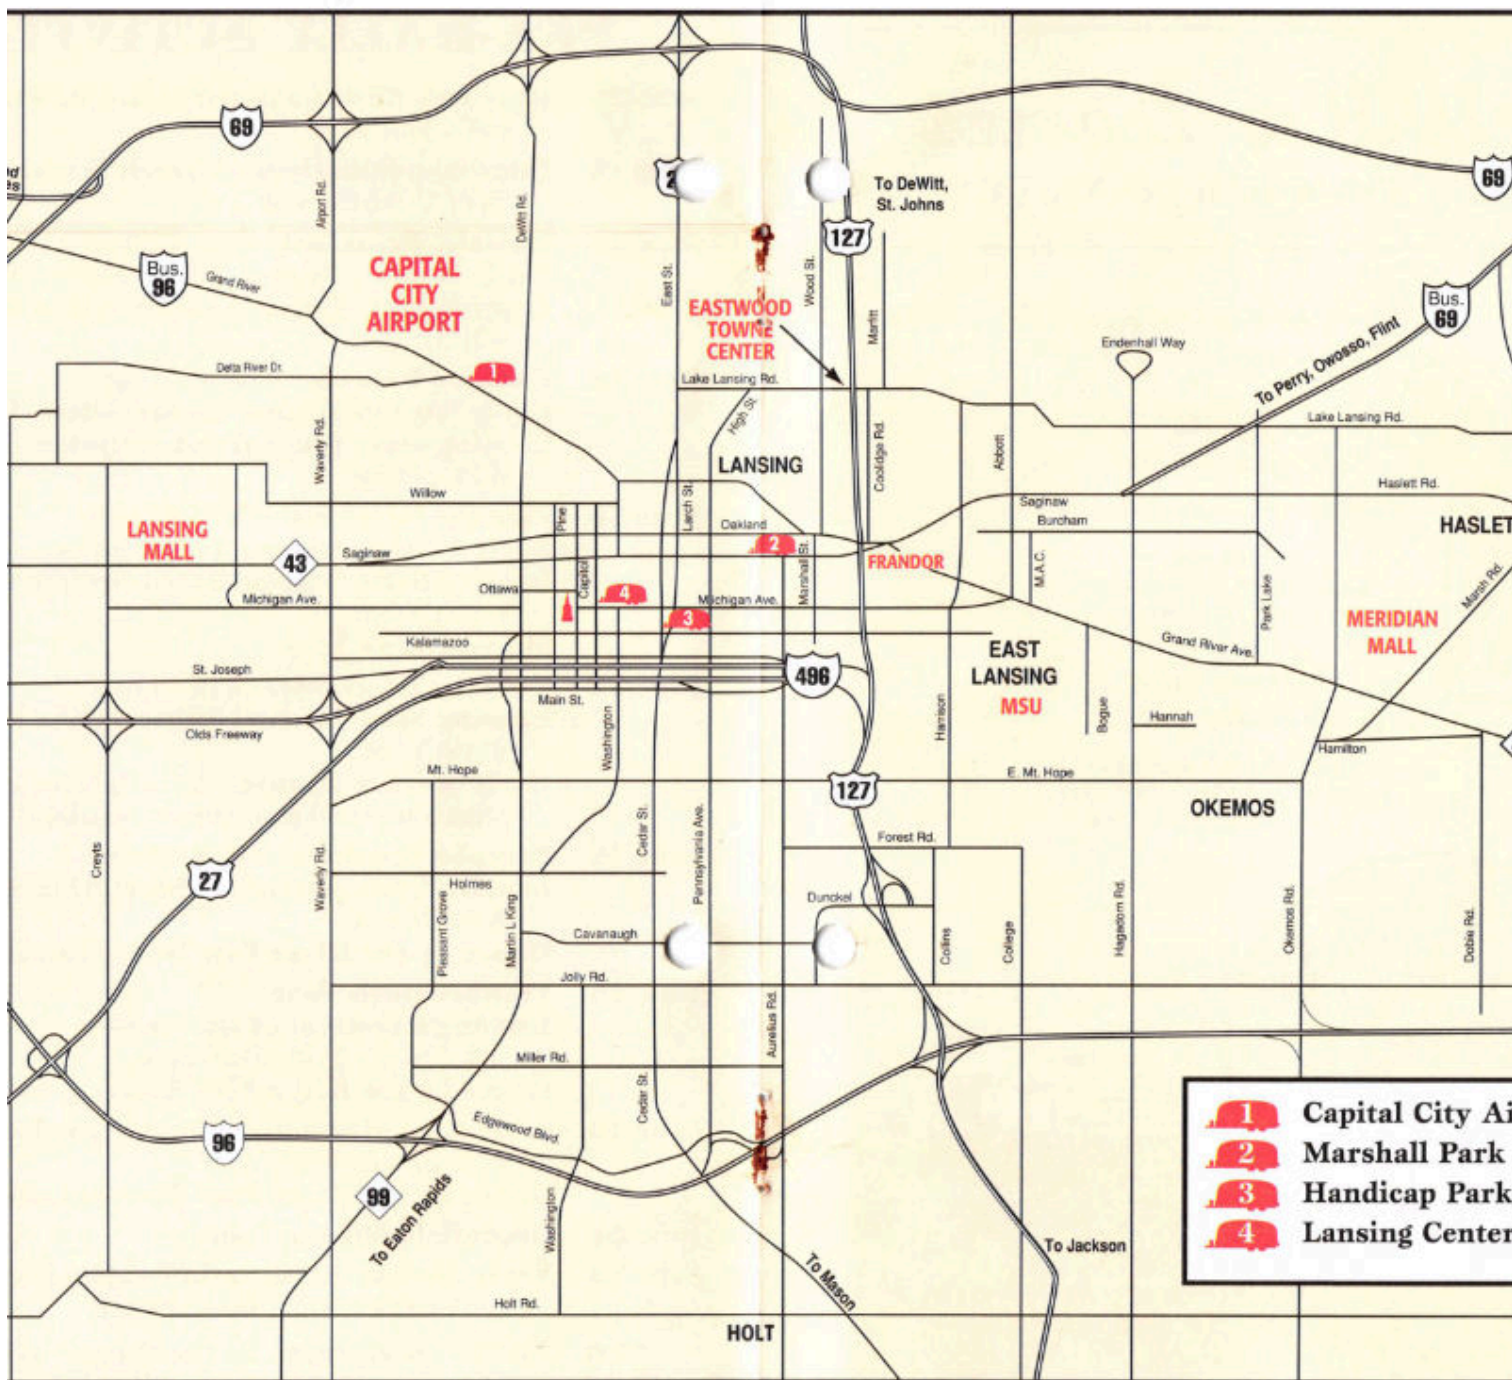 69
To DeWitt,
St. Johns
69
127
Airport Rd.
DeWitt Rd.
East St.
Wood St.
Marfitt
Bus.
96
Grand River
CAPITAL
CITY
AIRPORT
EASTWOOD
TOWNE
CENTER
Bus.
69
To Perry, Owosso, Flint
Endenhall Way
Delta River Dr.
1
Lake Lansing Rd.
High St.
Waverly Rd.
Coolidge Rd.
Abbott
Lake Lansing Rd.
LANSING
Willow
Larch St.
Haslett Rd.
Saginaw
Pine
Oakland
Burcham
LANSING
MALL
43
Saginaw
2
Marshall St.
FRANDOR
Capitol
M.A.C.
Park Lake
Marsh Rd.
Ottawa
4
Michigan Ave.
Michigan Ave.
3
MERIDIAN
MALL
Kalamazoo
Grand River Ave.
EAST
LANSING
MSU
St. Joseph
496
Main St.
Olds Freeway
Washington
Harrison
Bogue
Hannah
Hamilton
Mt. Hope
E. Mt. Hope
127
OKEMOS
Creyts
27
Waverly Rd.
Cedar St.
Pennsylvania Ave.
Forest Rd.
Holmes
Pleasant Grove
Martin L King
Dunckel
Cavanaugh
Collins
College
Hagadorn Rd.
Okemos Rd.
Dobie Rd.
Jolly Rd.
Aurelius Rd.
Miller Rd.
Cedar St.
Edgewood Blvd.
96
99
To Eaton Rapids
Washington
To Mason
To Jackson
Holt Rd.
HOLT
1 Capital City Ai
2 Marshall Park
3 Handicap Park
4 Lansing Center
HASLET